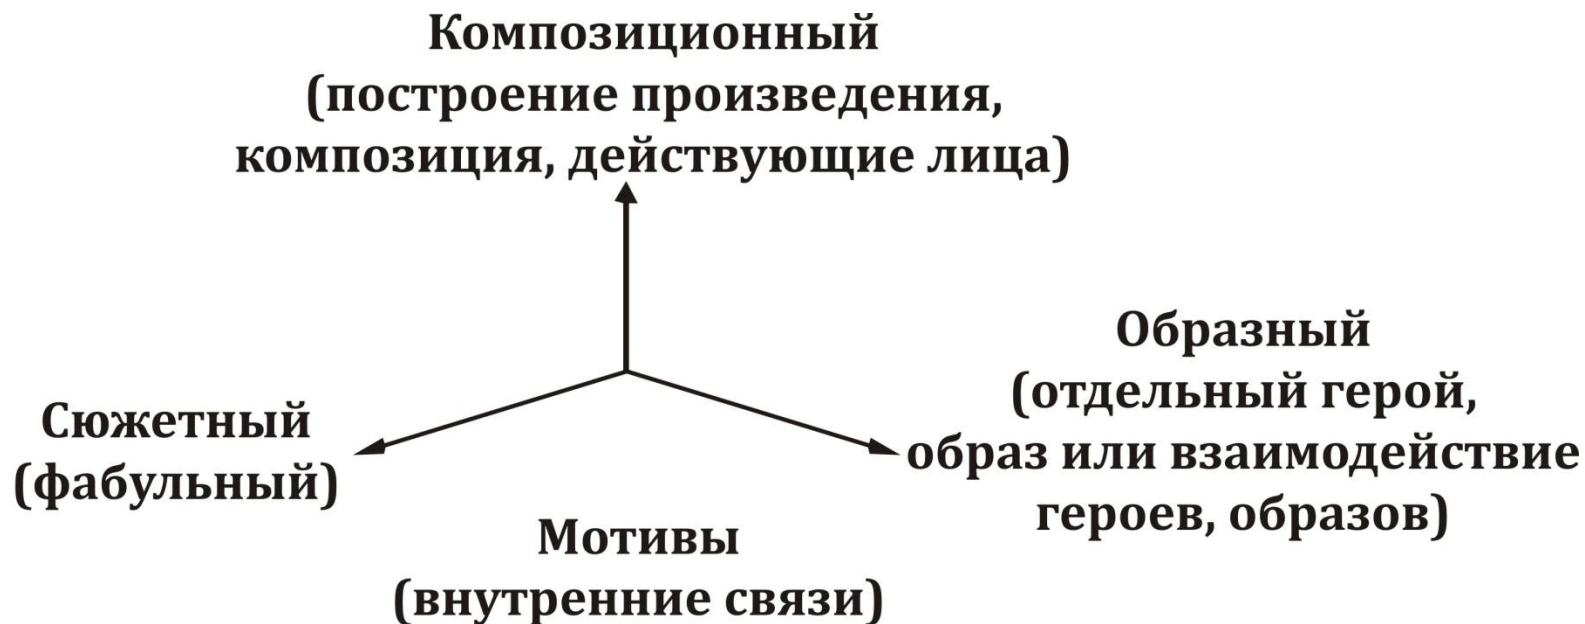 Композиционный
(построение произведения,
композиция, действующие лица)
Сюжетный
(фабульный)
Образный
(отдельный герой,
образ или взаимодействие
героев, образов)
Мотивы
(внутренние связи)